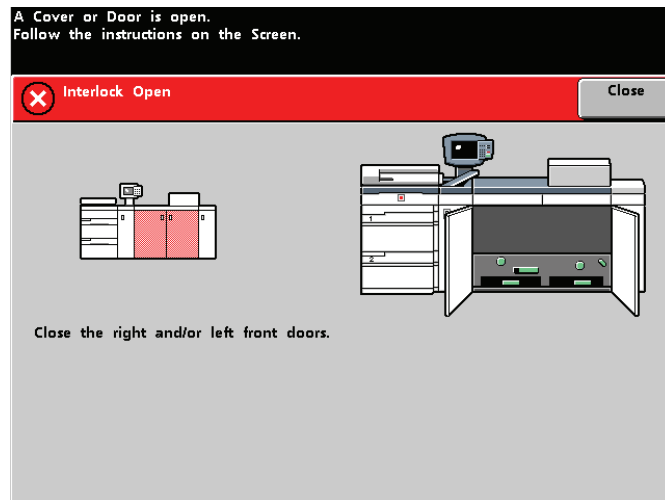 A Cover or Door is open.
Follow the instructions on the Screen.
Interlock Open
Close
1
2
Close the right and/or left front doors.